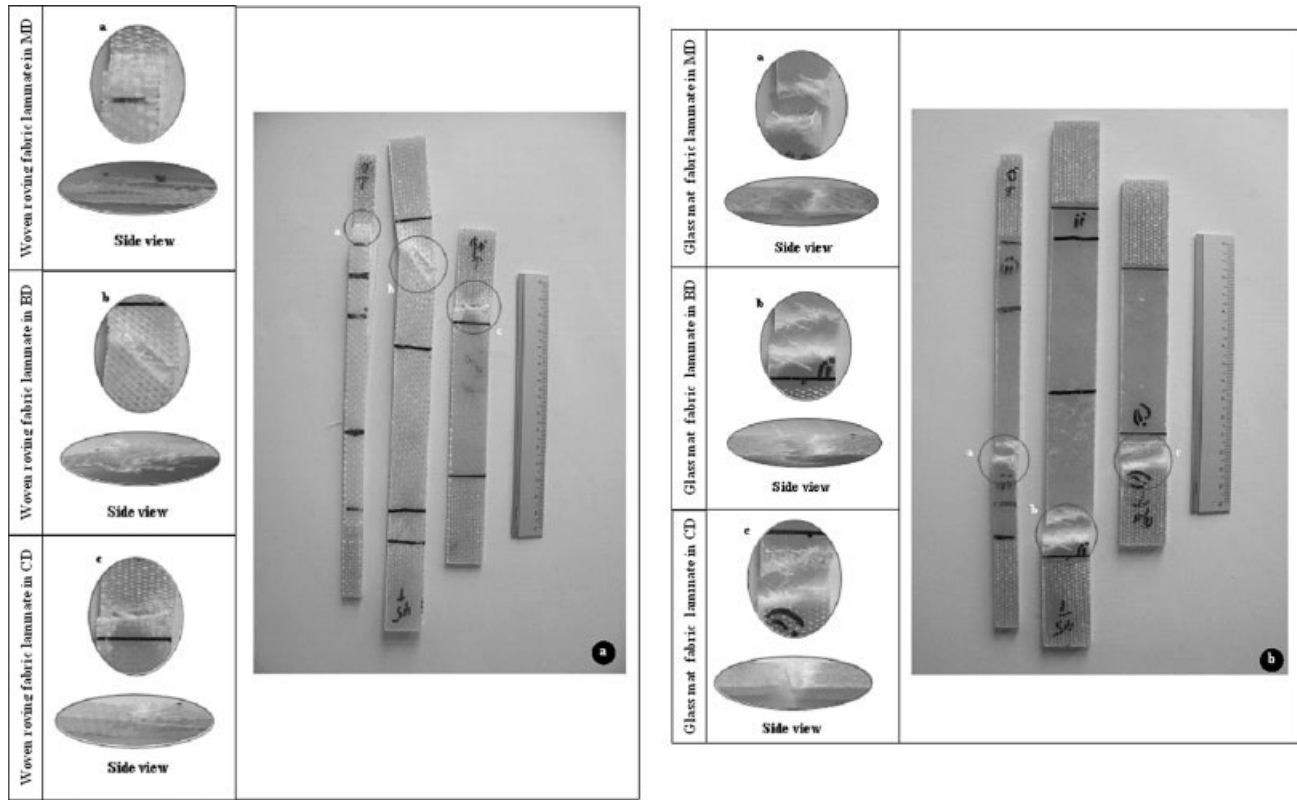 Woven roving fabric laminate in MD
a
Side view
Woven roving fabric laminate in BD
b
Side view
Woven roving fabric laminate in CD
c
Side view
a
b
c
a
Glass mat fabric laminate in MD
a
Side view
Glass mat fabric laminate in BD
b
Side view
Glass mat fabric laminate in CD
c
Side view
ii
a
b
c
b